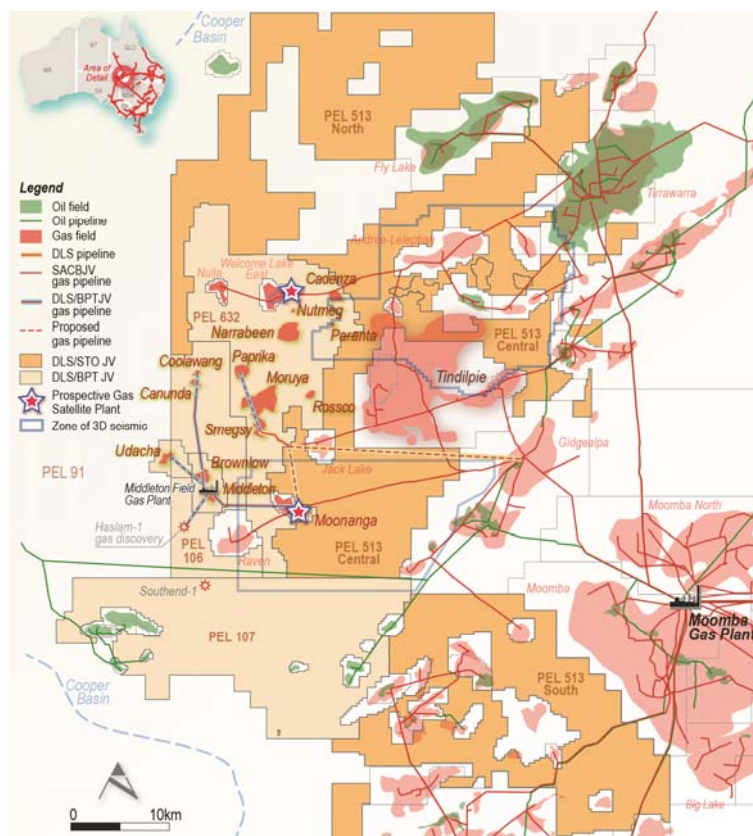 Cooper
Basin
WA
NT
QLD
SA
Area of
Detail
PEL 513
North
Fly Lake
Tirrawarra
Legend
Oil field
Oil pipeline
Gas field
DLS pipeline
SACBJV
gas pipeline
DLS/BPTJV
gas pipeline
Proposed
gas pipeline
DLS/STO JV
DLS/BPT JV
Prospective Gas
Satellite Plant
Zone of 3D seismic
Welcome Lake
East
Nulla
Cadenza
Nutmeg
PEL 632
Narrabeen
Paranta
PEL 513
Central
Coolawang
Paprika
Tindilpie
Canunda
Moruya
Rossco
Smegsy
Udacha
Brownlow
Jack Lake
Gidgealpa
PEL 91
Middleton Field
Gas Plant
Middleton
Moonanga
Moomba North
Haslam-1
gas discovery
PEL
106
Raven
PEL 513
Central
Southend-1
Moomba
Moomba
Gas Plant
PEL 107
PEL 513
South
Cooper
Basin
0
10km
Big Lake